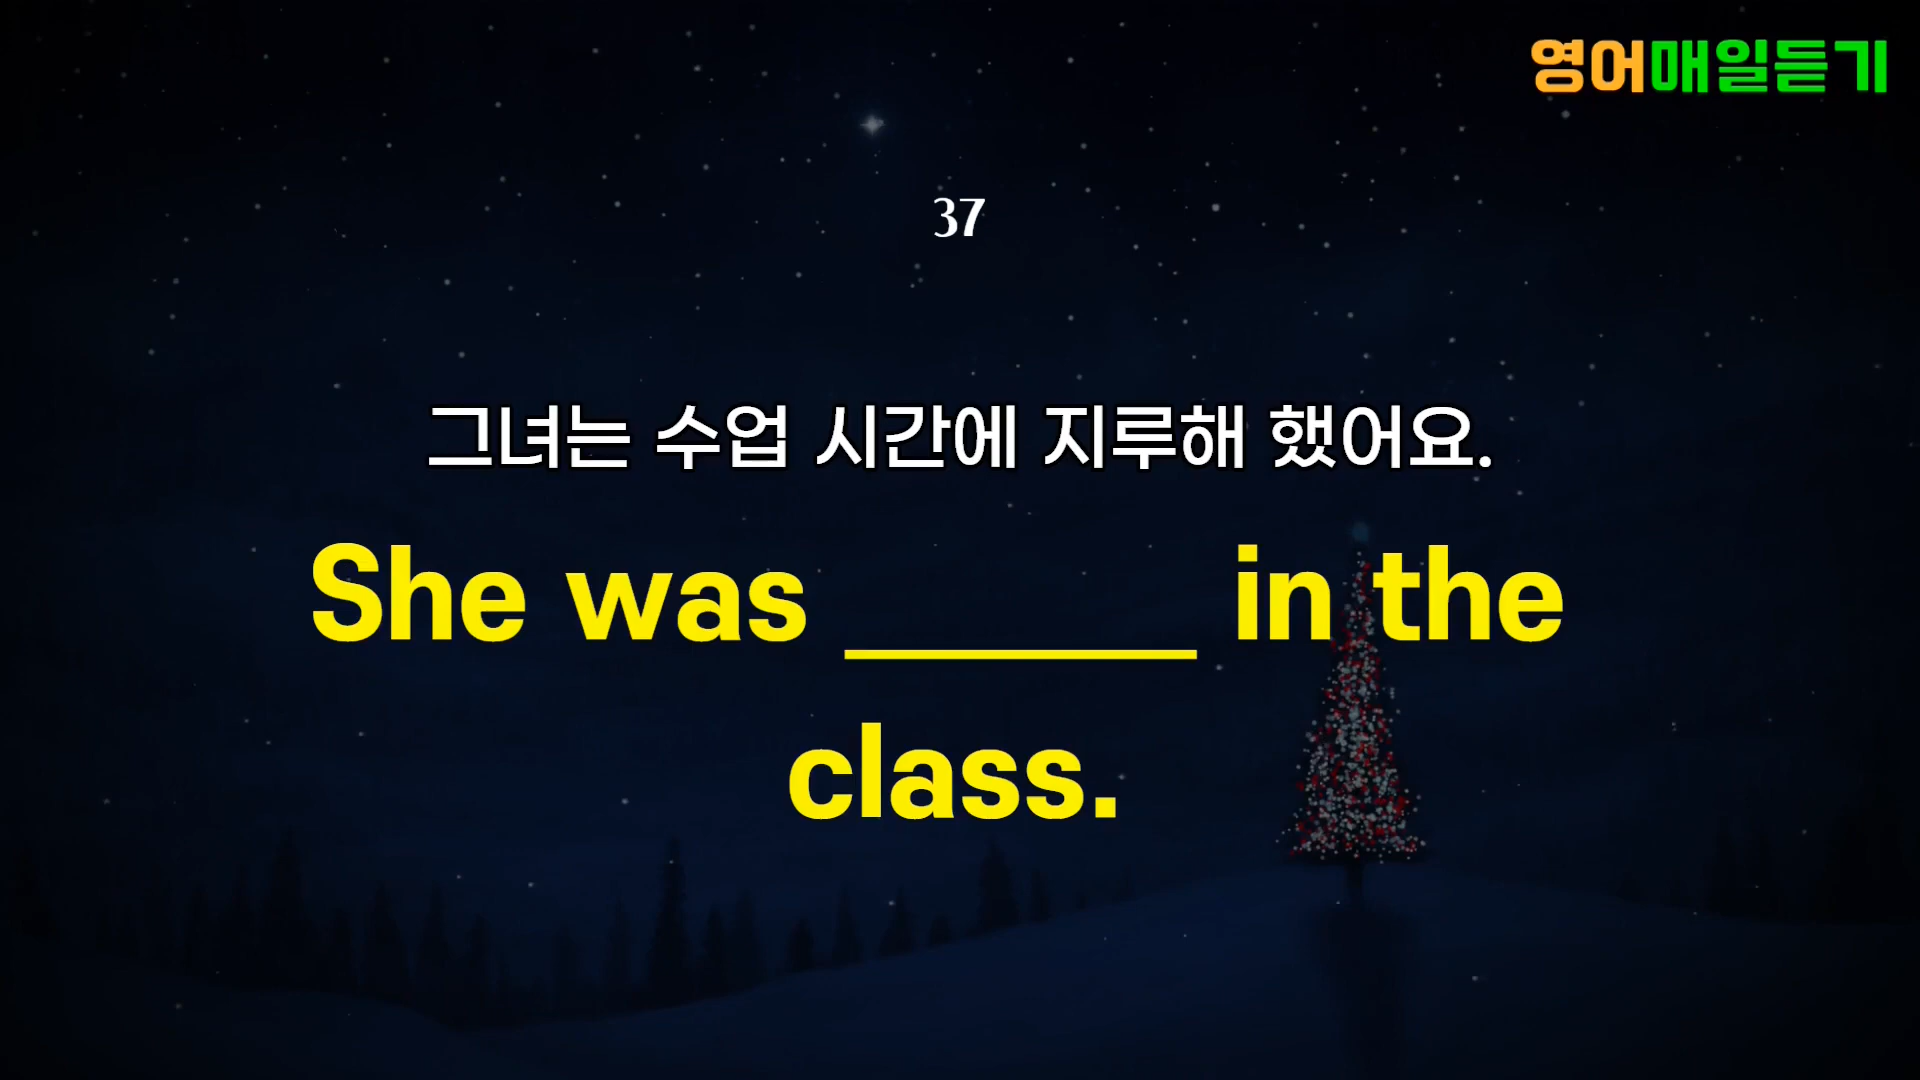 영어매일듣기
37
그녀는 수업 시간에 지루해 했어요.
She was _____ in the
class.